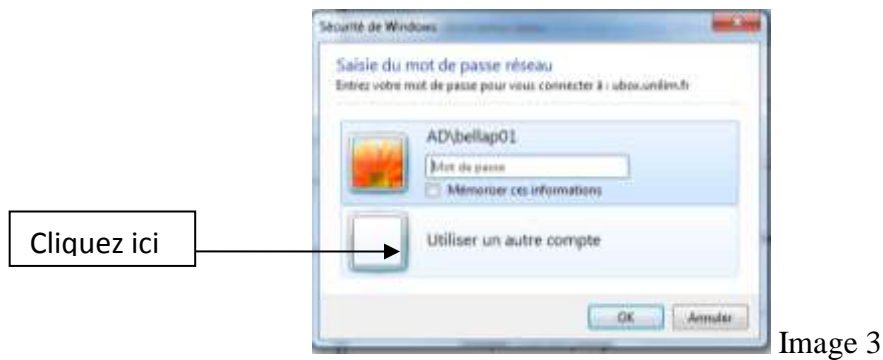 Sécurité de Windows
Saisie du mot de passe réseau
Entrez votre mot de passe pour vous connecter à : ubox.unilim.fr
AD\bellap01
Mot de passe
Mémoriser ces informations
Cliquez ici
Utiliser un autre compte
OK
Annuler
Image 3